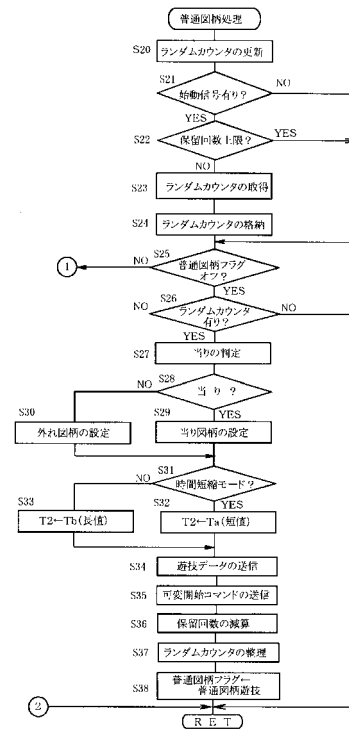 普通図柄処理
S20
ランダムカウンタの更新
S21
始動信号有り?
NO
YES
S22
保留回数上限?
YES
NO
S23
ランダムカウンタの取得
S24
ランダムカウンタの格納
S25
1
NO
普通図柄フラグ
オフ?
YES
S26
NO
ランダムカウンタ
有り?
NO
YES
S27
当りの判定
S28
NO
当り?
S30
S29
YES
外れ図柄の設定
当り図柄の設定
S31
NO
時間短縮モード?
S33
S32
YES
T2←Tb(長値)
T2←Ta(短値)
S34
遊技データの送信
S35
可変開始コマンドの送信
S36
保留回数の減算
S37
ランダムカウンタの整理
S38
普通図柄フラグ←
普通図柄遊技
2
RET